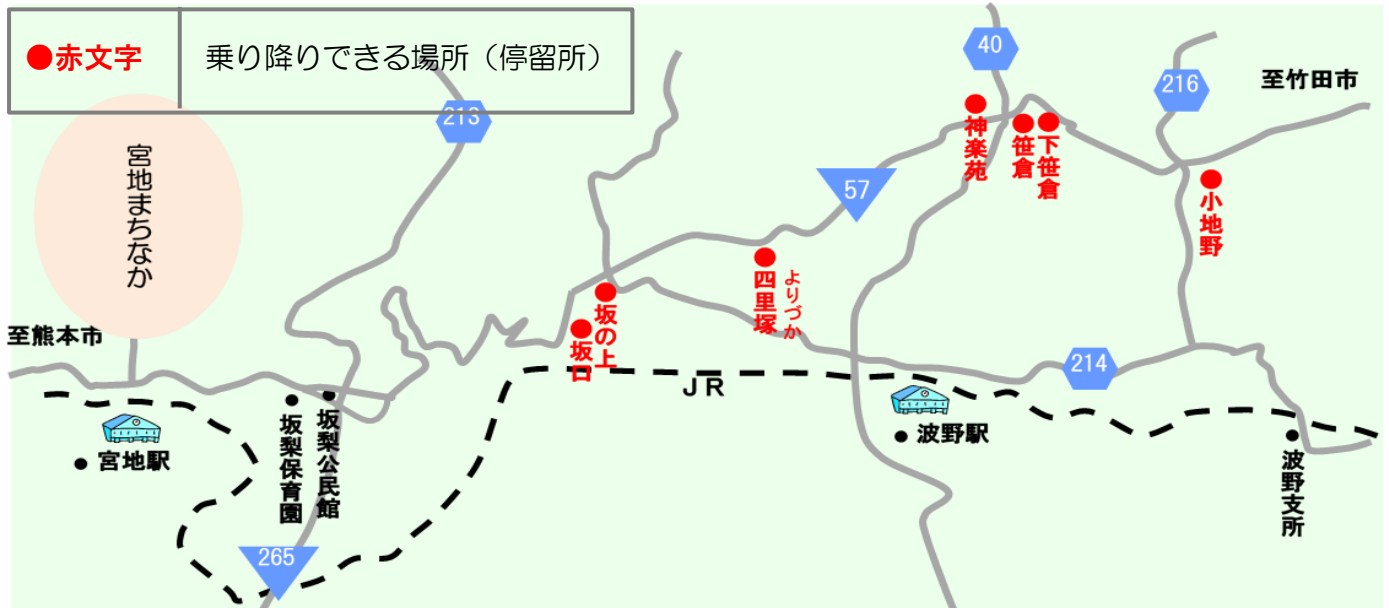 ●赤文字
乗り降りできる場所（停留所）
40
216
至竹田市
213
神楽苑
笹倉
下笹倉
宮地まちなか
57
小地野
四里塚
よりづか
坂の上
坂口
至熊本市
214
JR
坂梨保育園
坂梨公民館
宮地駅
波野駅
波野支所
265